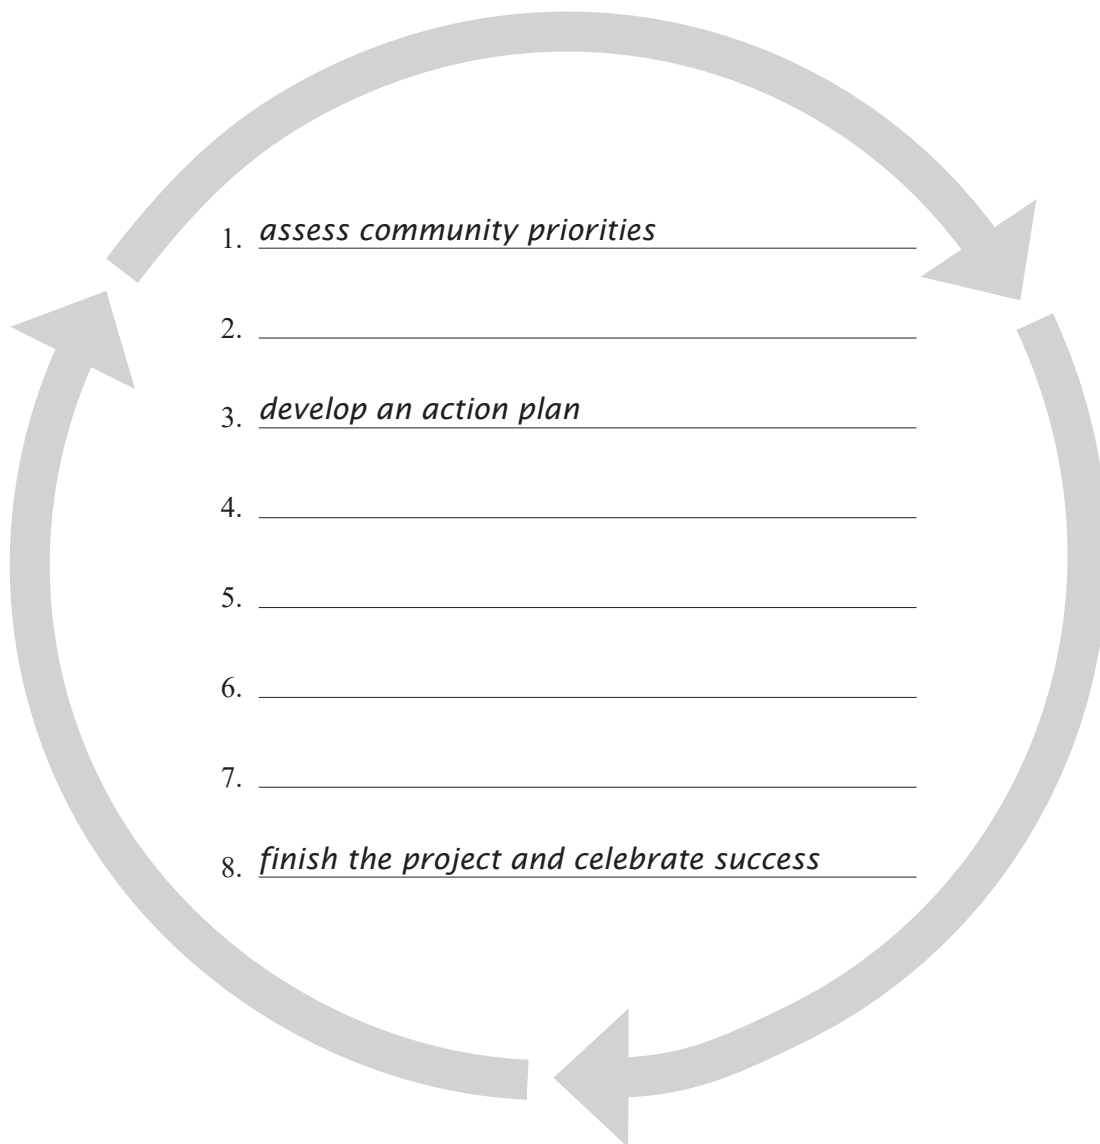 1. assess community priorities
2.
3. develop an action plan
4.
5.
6.
7.
8. finish the project and celebrate success